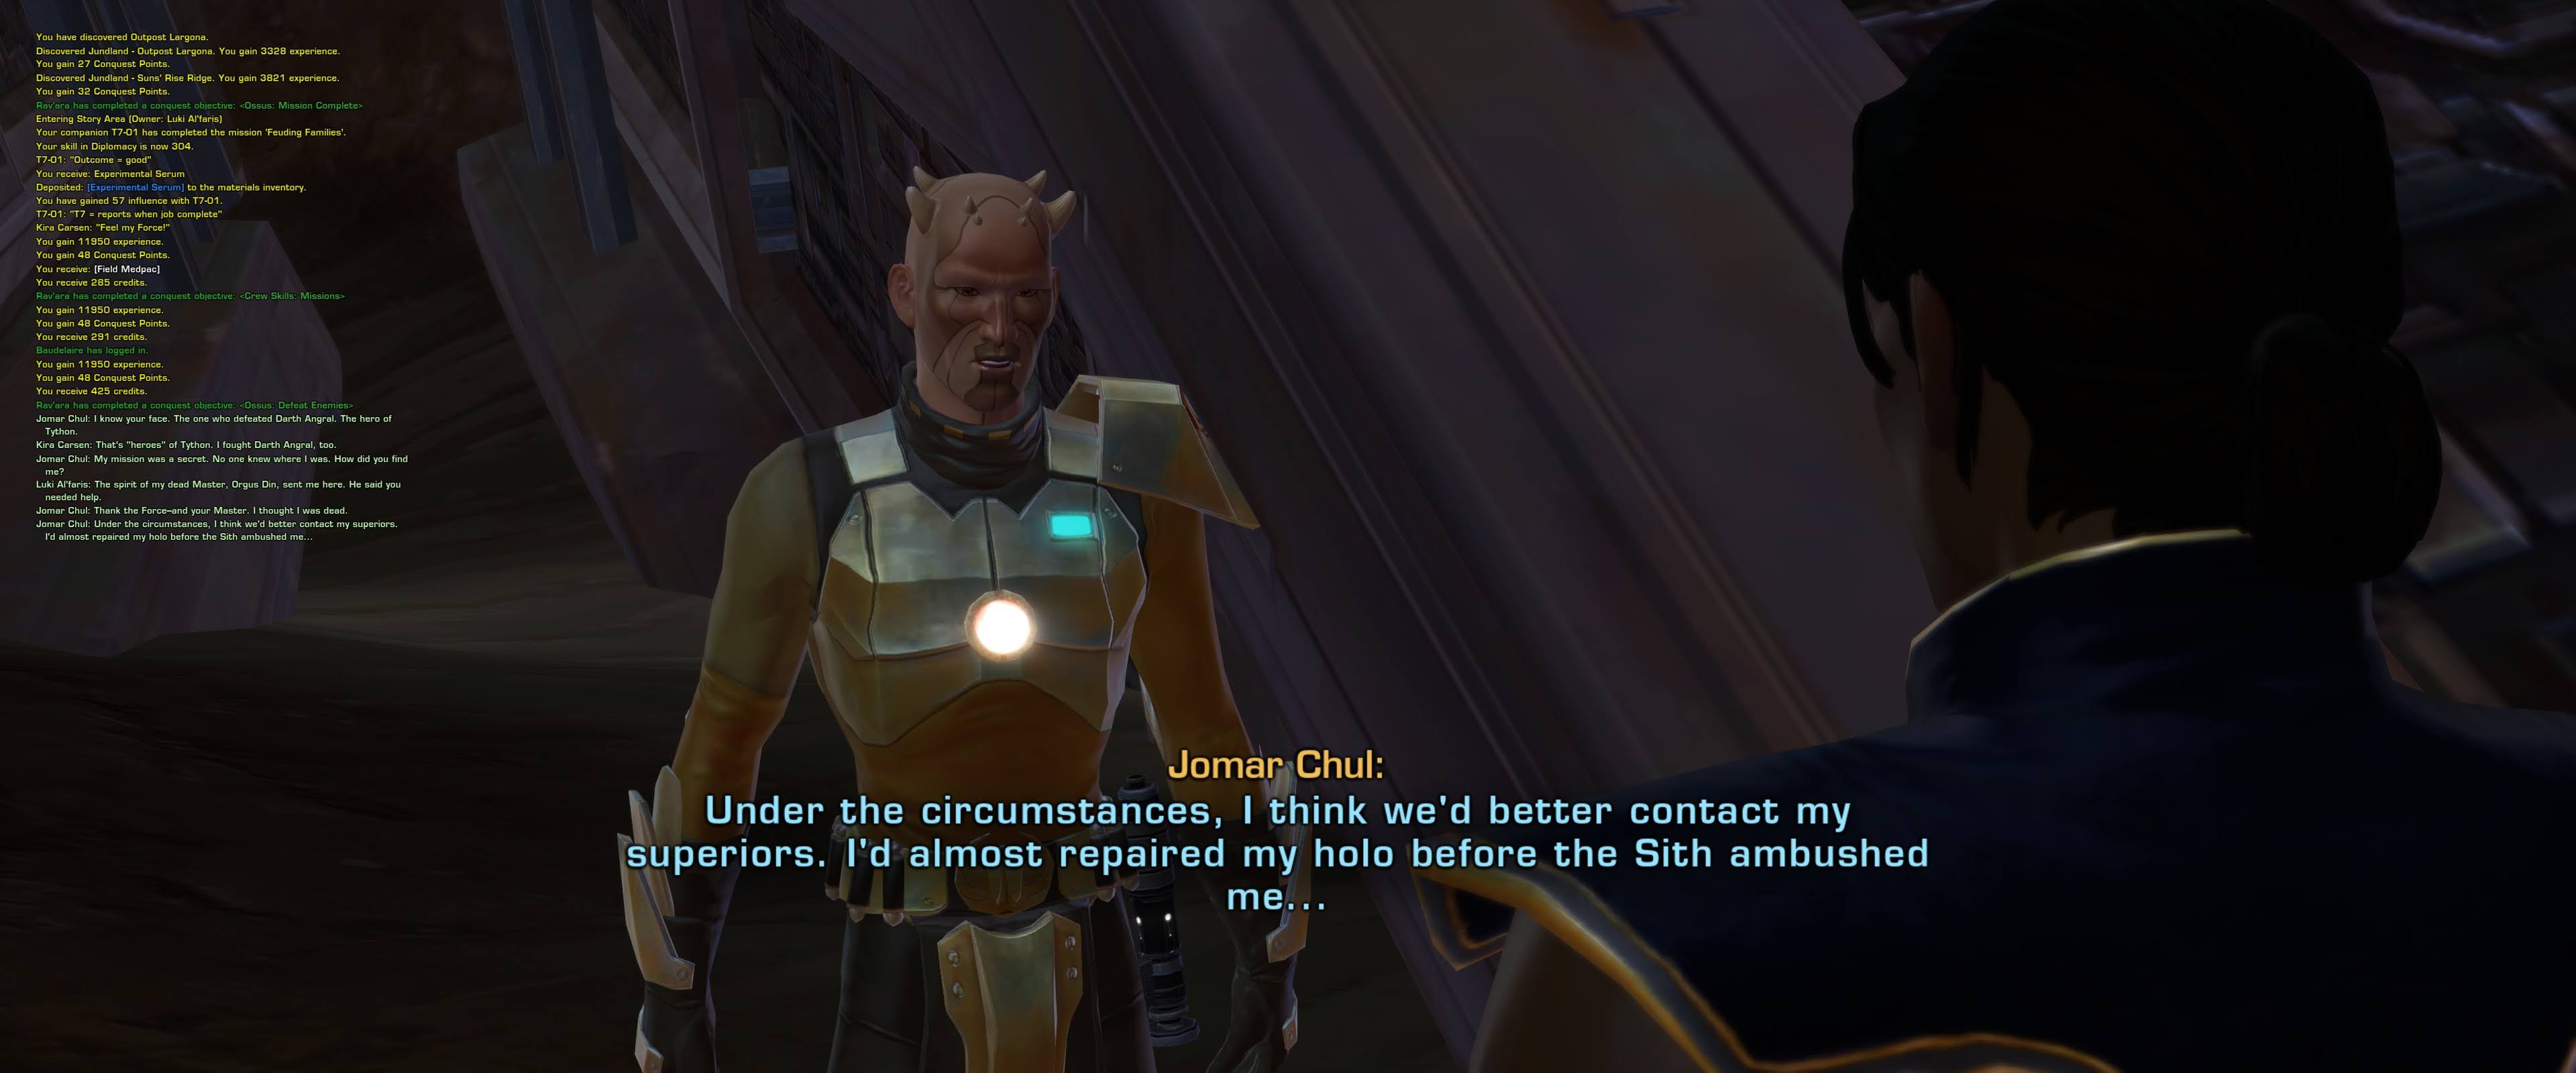 You have discovered Outpost Largona.
Discovered Jundland - Outpost Largona. You gain 3328 experience.
You gain 27 Conquest Points.
Discovered Jundland - Suns' Rise Ridge. You gain 3821 experience.
You gain 32 Conquest Points.
Rav'ara has completed a conquest objective: <Ossus: Mission Complete>
Entering Story Area (Owner: Luki Al'faris)
Your companion T7-01 has completed the mission 'Feuding Families'.
Your skill in Diplomacy is now 304.
T7-01: "Outcome = good"
You receive: Experimental Serum
Deposited: [Experimental Serum] to the materials inventory.
You have gained 57 influence with T7-01.
T7-01: "T7 = reports when job complete"
Kira Carsen: "Feel my Force!"
You gain 11950 experience.
You gain 48 Conquest Points.
You receive: [Field Medpac]
You receive 285 credits.
Rav'ara has completed a conquest objective: <Crew Skills: Missions>
You gain 11950 experience.
You gain 48 Conquest Points.
You receive 291 credits.
Baudelaire has logged in.
You gain 11950 experience.
You gain 48 Conquest Points.
You receive 425 credits.
Rav'ara has completed a conquest objective: <Ossus: Defeat Enemies>
Jomar Chul: I know your face. The one who defeated Darth Angral. The hero of
Tython.
Kira Carsen: That's "heroes" of Tython. I fought Darth Angral, too.
Jomar Chul: My mission was a secret. No one knew where I was. How did you find
me?
Luki Al'faris: The spirit of my dead Master, Orgus Din, sent me here. He said you
needed help.
Jomar Chul: Thank the Force—and your Master. I thought I was dead.
Jomar Chul: Under the circumstances, I think we'd better contact my superiors.
I'd almost repaired my holo before the Sith ambushed me...
Jomar Chul:
Under the circumstances, I think we'd better contact my
superiors. I'd almost repaired my holo before the Sith ambushed
me...